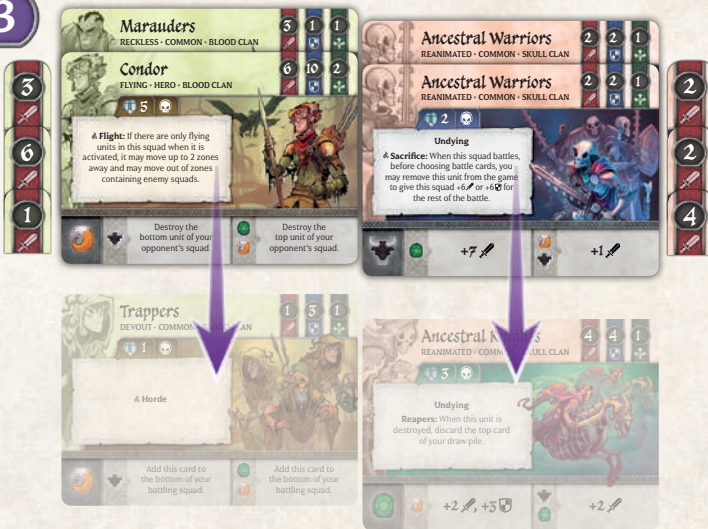 3
Marauders
3 1 1
RECKLESS · COMMON · BLOOD CLAN
Condor
6 10 2
FLYING · HERO · BLOOD CLAN
5
Flight: If there are only flying
units in this squad when it is
activated, it may move up to 2 zones
away and may move out of zones
containing enemy squads.
Destroy the
bottom unit of your
opponent's squad.
Destroy the
top unit of your
opponent's squad.
3
6
1
Ancestral Warriors
2 2 1
REANIMATED · COMMON · SKULL CLAN
Ancestral Warriors
2 2 1
REANIMATED · COMMON · SKULL CLAN
2
Undying
Sacrifice: When this squad battles,
before choosing battle cards, you
may remove this unit from the game
to give this squad +6 or +6 for
the rest of the battle.
+7
+1
2
2
4
Trappers
1 3 1
DEVOUT · COMMON
1
Horde
Add this card to
the bottom of your
battling squad.
Add this card to
the bottom of your
battling squad.
Ancestral
4 4 1
REANIMATED · SKULL CLAN
3
Undying
Reapers: When this unit is
destroyed, discard the top card
of your draw pile.
+2 , +3
+2